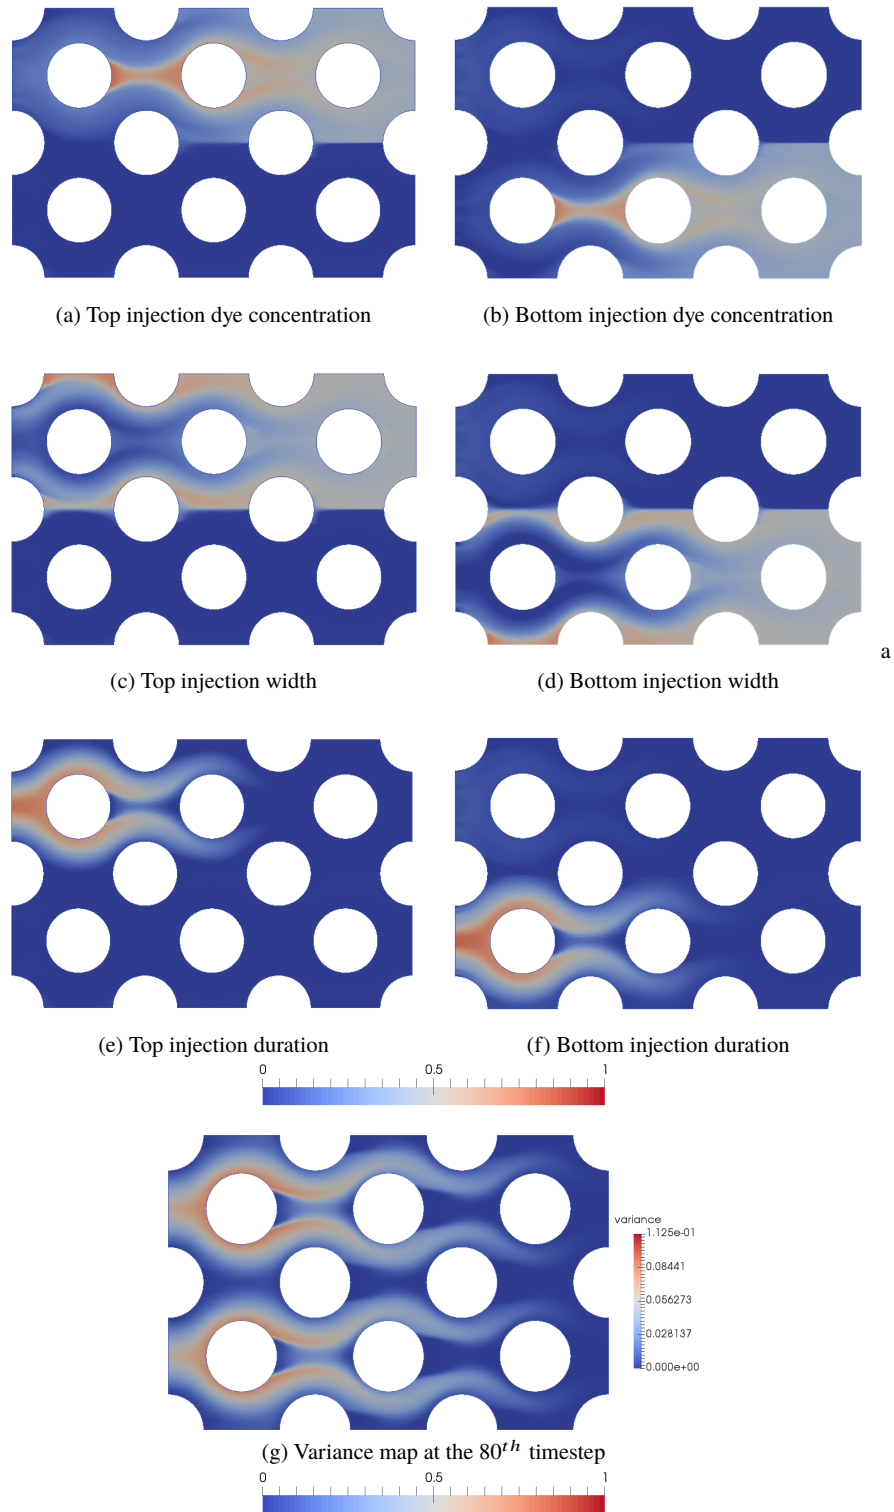 (a) Top injection dye concentration
(b) Bottom injection dye concentration
a
(c) Top injection width
(d) Bottom injection width
(e) Top injection duration
(f) Bottom injection duration
0 0.5 1
variance
1.125e-01
0.08441
0.056273
0.028137
0.000e+00
(g) Variance map at the 80th timestep
0 0.5 1